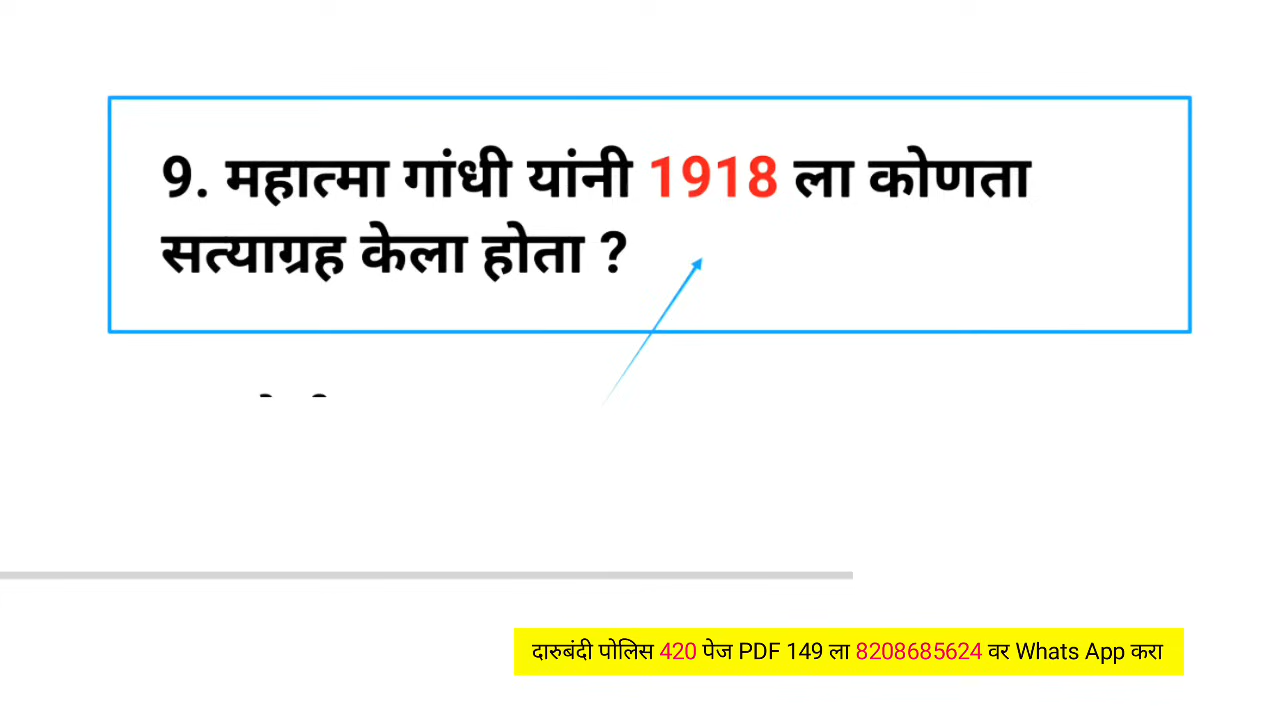 9. महात्मा गांधी यांनी 1918 ला कोणता
सत्याग्रह केला होता ?
दारुबंदी पोलिस 420 पेज PDF 149 ला 8208685624 वर Whats App करा